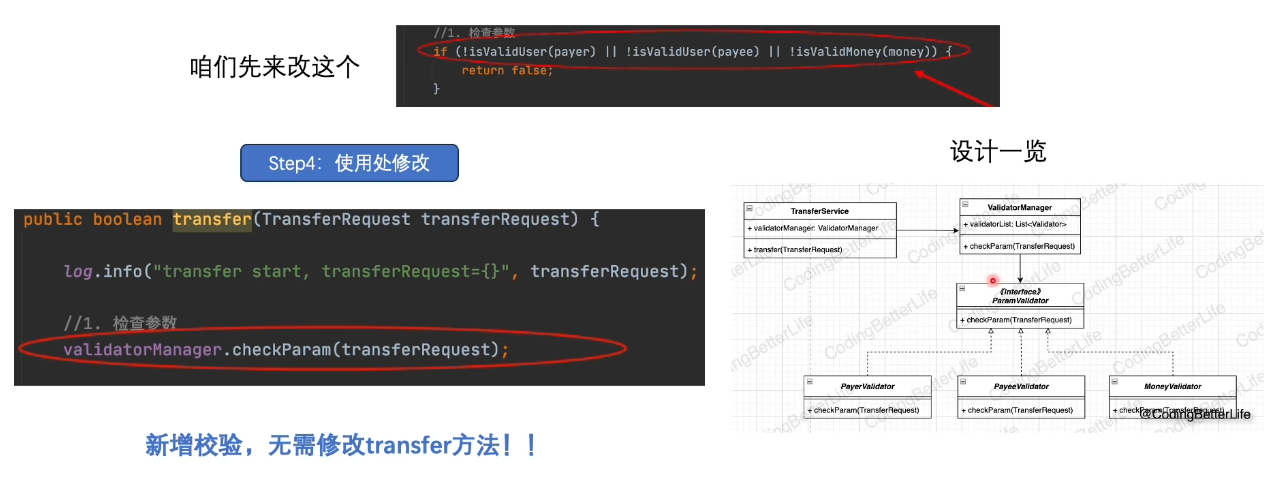 咱们先来改这个
//1. 检查参数
if (!isValidUser(payer) || !isValidUser(payee) || !isValidMoney(money)) {
return false;
}
Step4：使用处修改
public boolean transfer(TransferRequest transferRequest) {
log.info("transfer start, transferRequest={}", transferRequest);
//1. 检查参数
validatorManager.checkParam(transferRequest);
新增校验，无需修改transfer方法！！
设计一览
TransferService
+ validatorManager: ValidatorManager
+ transfer(TransferRequest)
ValidatorManager
+ validatorList: List<Validator>
+ checkParam(TransferRequest)
《Interface》
ParamValidator
+ checkParam(TransferRequest)
PayerValidator
+ checkParam(TransferRequest)
PayeeValidator
+ checkParam(TransferRequest)
MoneyValidator
+ checkParam(TransferRequest)
@CodingBetterLife
CodingBetterLife